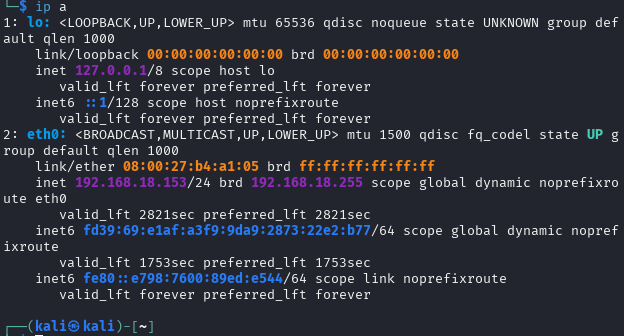 └─$ ip a
1: lo: <LOOPBACK,UP,LOWER_UP> mtu 65536 qdisc noqueue state UNKNOWN group def
ault qlen 1000
    link/loopback 00:00:00:00:00:00 brd 00:00:00:00:00:00
    inet 127.0.0.1/8 scope host lo
       valid_lft forever preferred_lft forever
    inet6 ::1/128 scope host noprefixroute
       valid_lft forever preferred_lft forever
2: eth0: <BROADCAST,MULTICAST,UP,LOWER_UP> mtu 1500 qdisc fq_codel state UP g
roup default qlen 1000
    link/ether 08:00:27:b4:a1:05 brd ff:ff:ff:ff:ff:ff
    inet 192.168.18.153/24 brd 192.168.18.255 scope global dynamic noprefixro
ute eth0
       valid_lft 2821sec preferred_lft 2821sec
    inet6 fd39:69:e1af:a3f9:9da9:2873:22e2:b77/64 scope global dynamic nopref
ixroute
       valid_lft 1753sec preferred_lft 1753sec
    inet6 fe80::e798:7600:89ed:e544/64 scope link noprefixroute
       valid_lft forever preferred_lft forever
┌──(kali㉿kali)-[~]